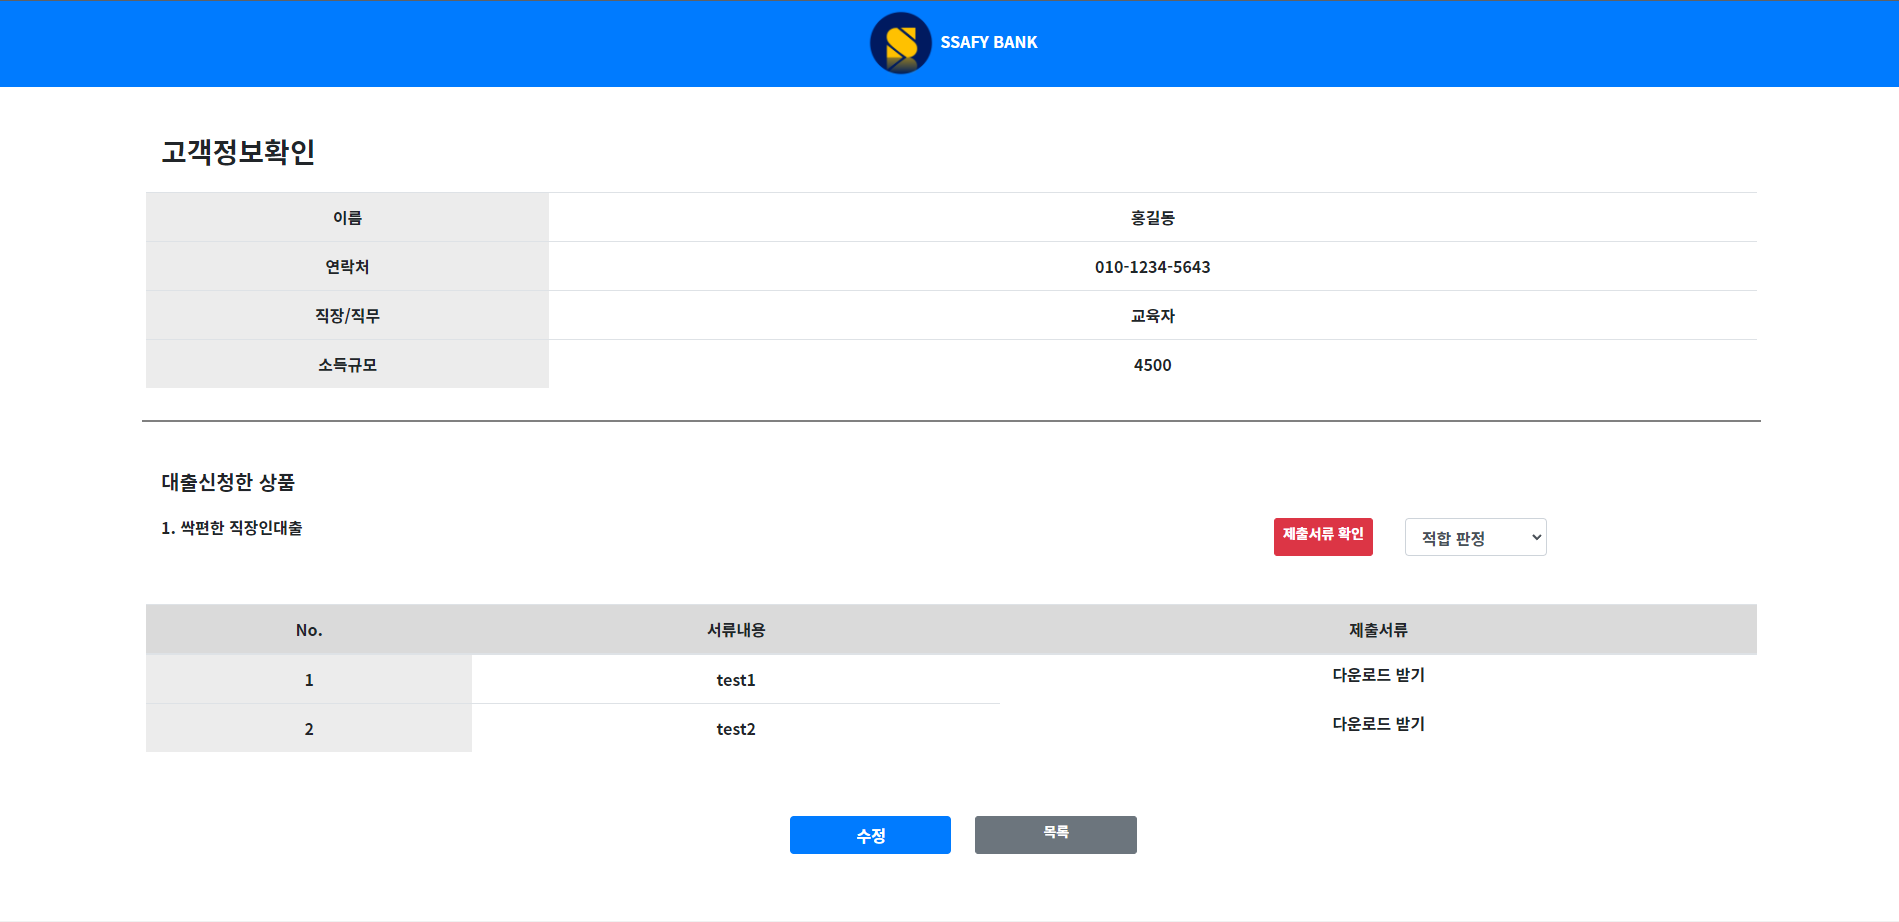 SSAFY BANK
고객정보확인
이름 홍길동
연락처 010-1234-5643
직장/직무 교육자
소득규모 4500
대출신청한 상품
1. 싹편한 직장인대출 제출서류 확인 적합 판정
No. 서류내용 제출서류
1 test1 다운로드 받기
2 test2 다운로드 받기
수정 목록